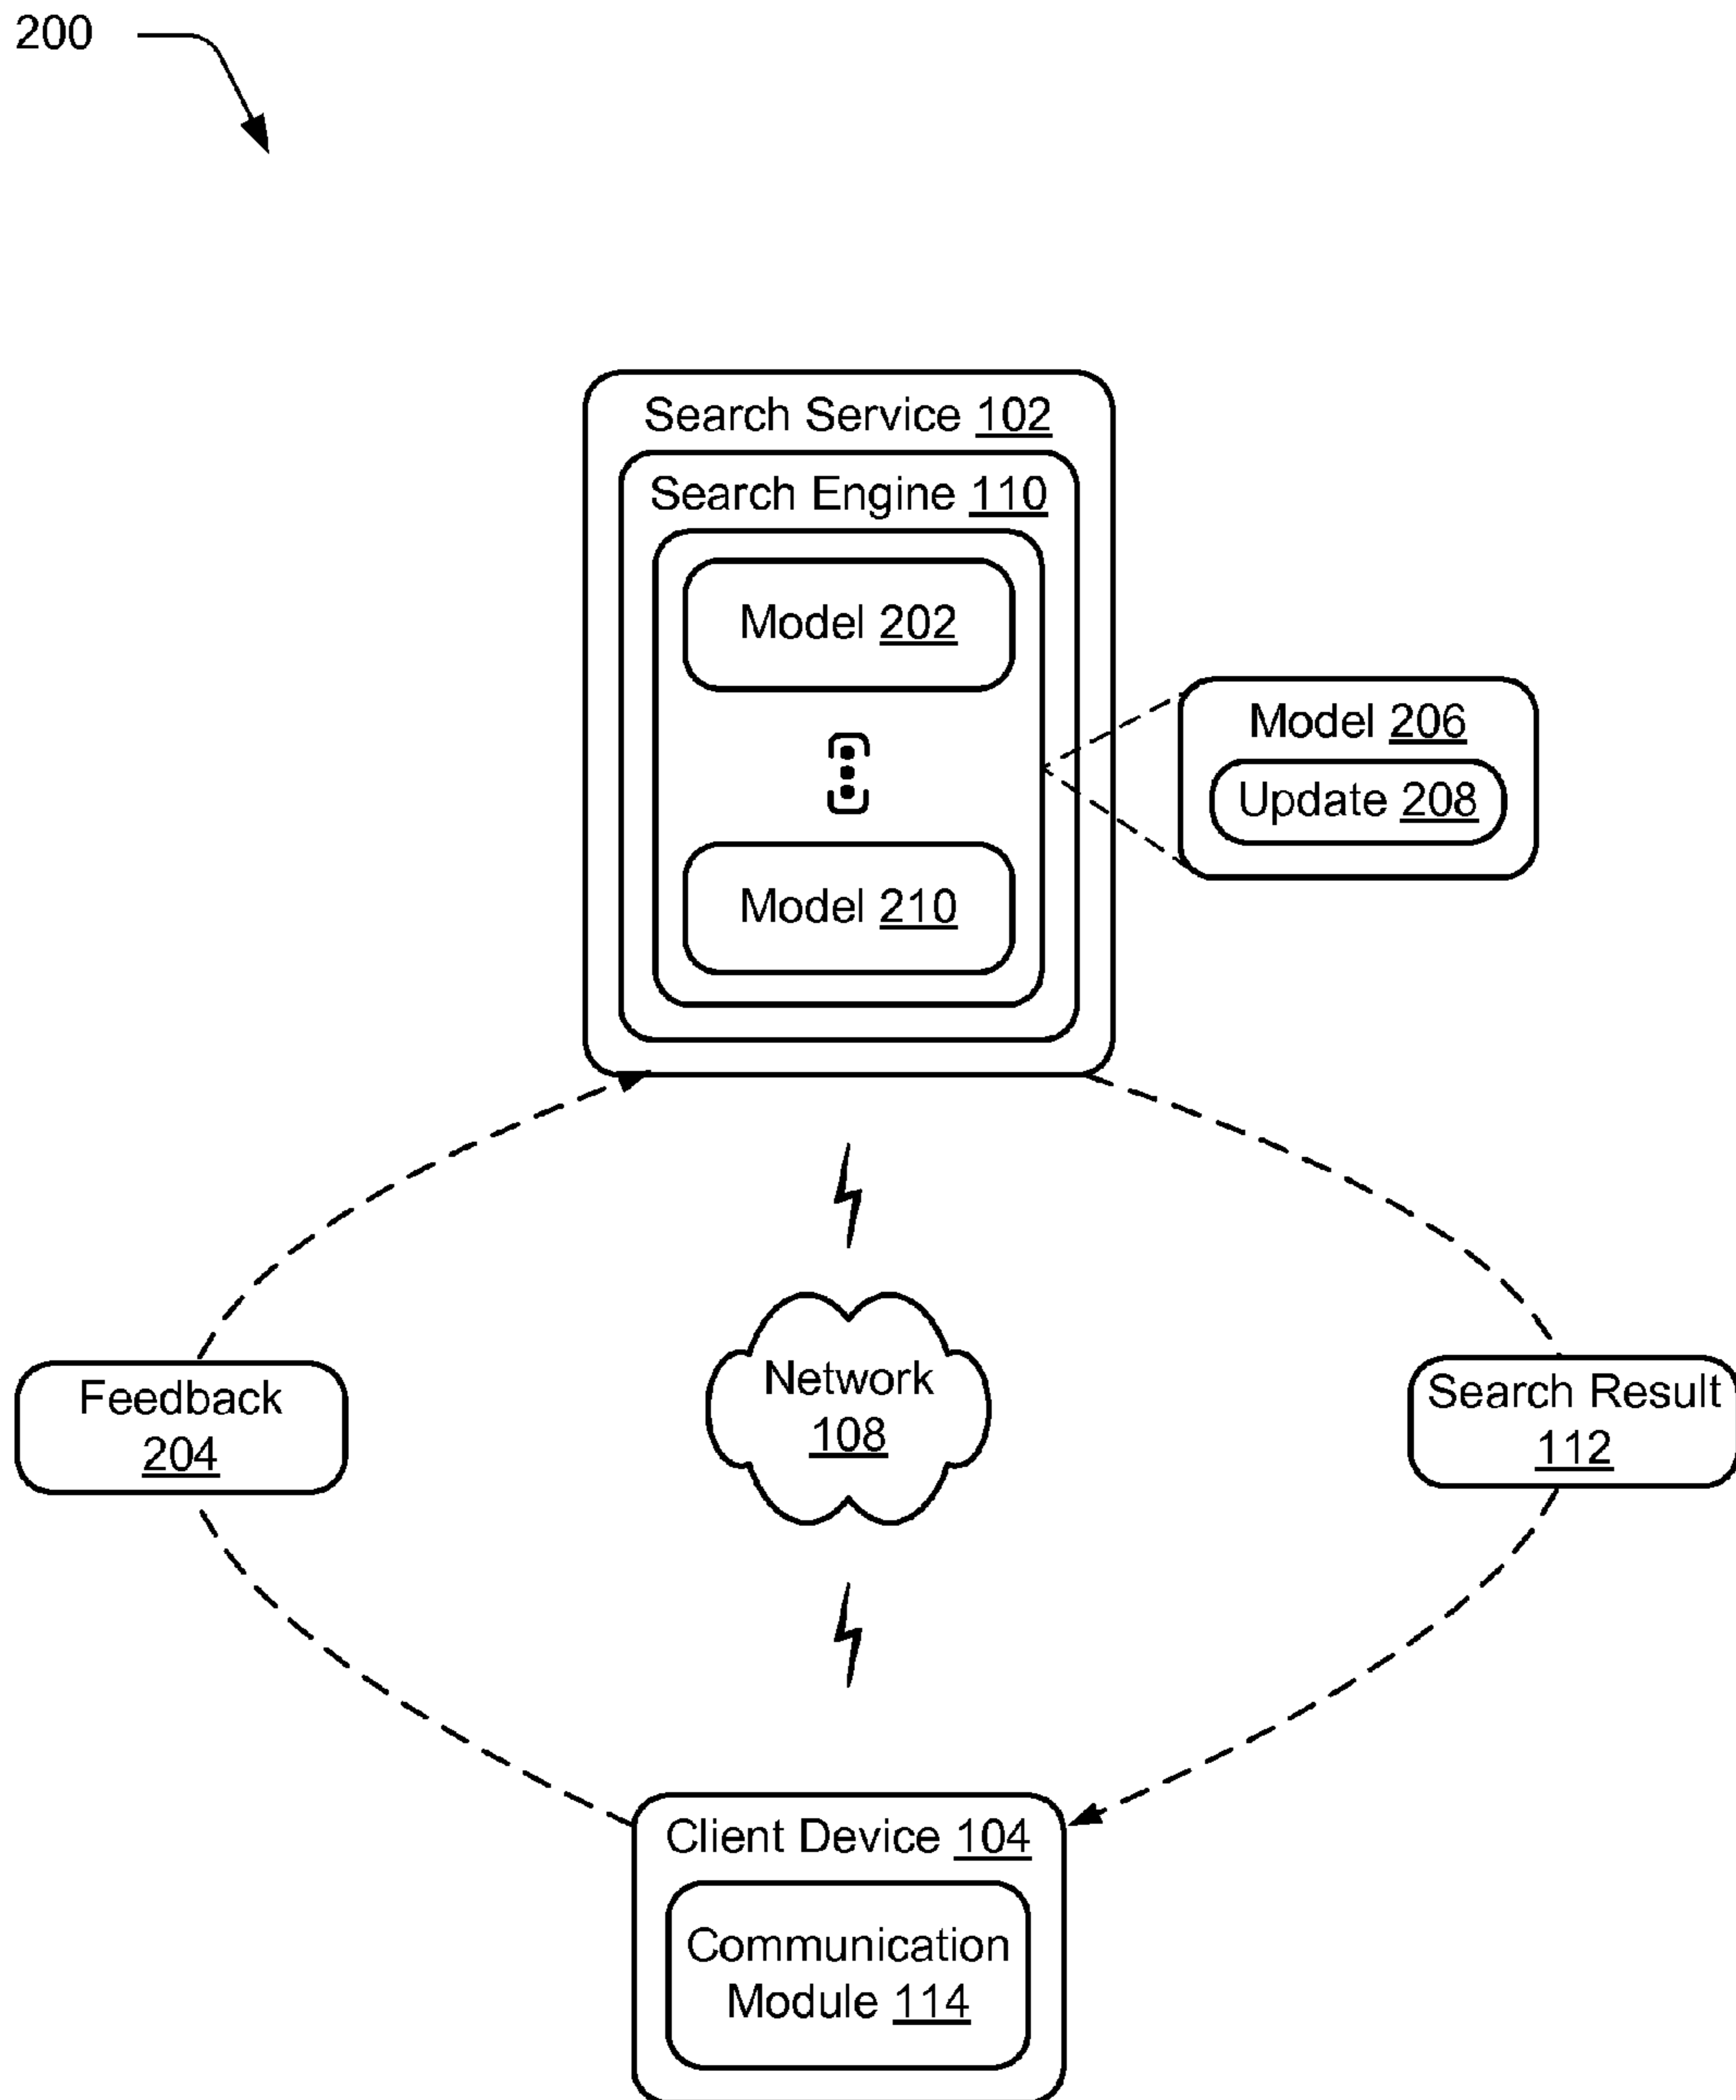 200
Search Service 102
Search Engine 110
Model 202
Model 206
Update 208
Model 210
Feedback
204
Network
108
Search Result
112
Client Device 104
Communication
Module 114